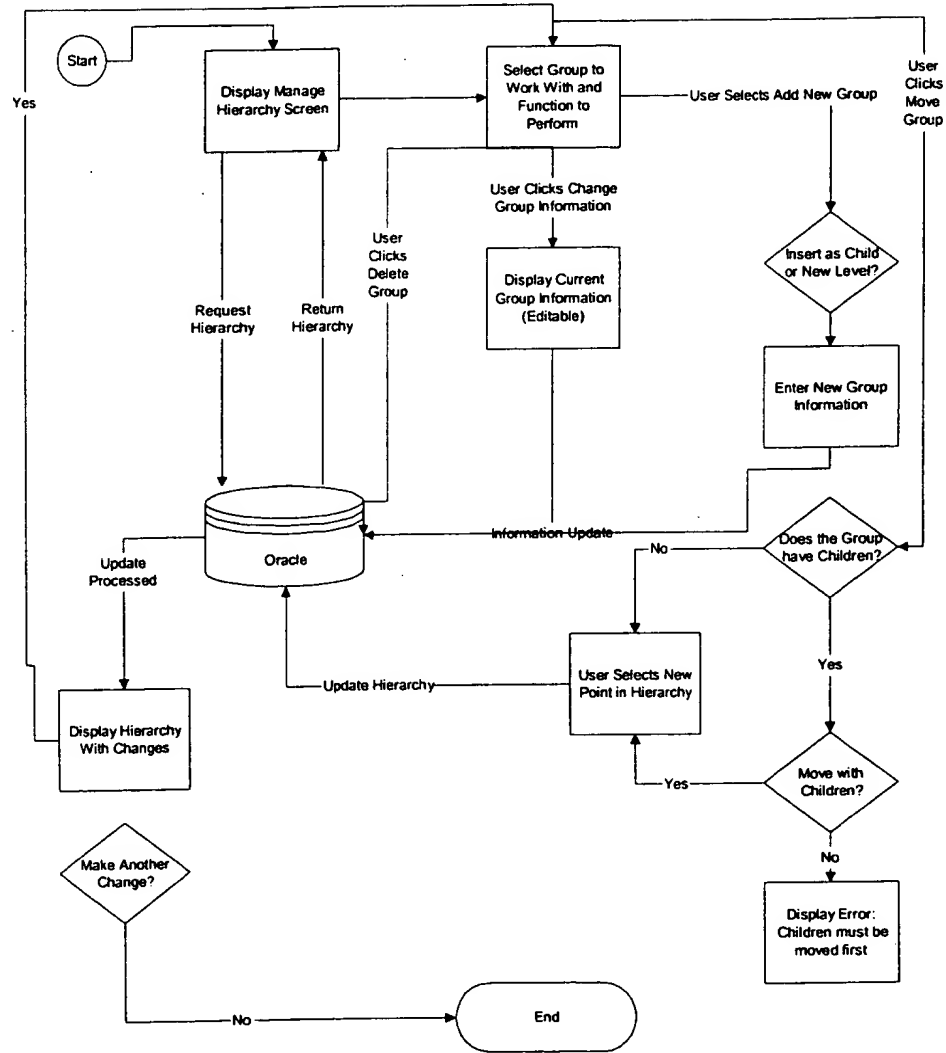 Start
Yes
Display Manage
Hierarchy Screen
Select Group to
Work With and
Function to
Perform
User Selects Add New Group
User
Clicks
Move
Group
User Clicks Change
Group Information
User
Clicks
Delete
Group
Insert as Child
or New Level?
Display Current
Group Information
(Editable)
Request
Hierarchy
Return
Hierarchy
Enter New Group
Information
Information Update
Oracle
Does the Group
have Children?
No
Update
Processed
Yes
User Selects New
Point in Hierarchy
Update Hierarchy
Display Hierarchy
With Changes
Move with
Children?
Yes
No
Make Another
Change?
Display Error:
Children must be
moved first
No
End